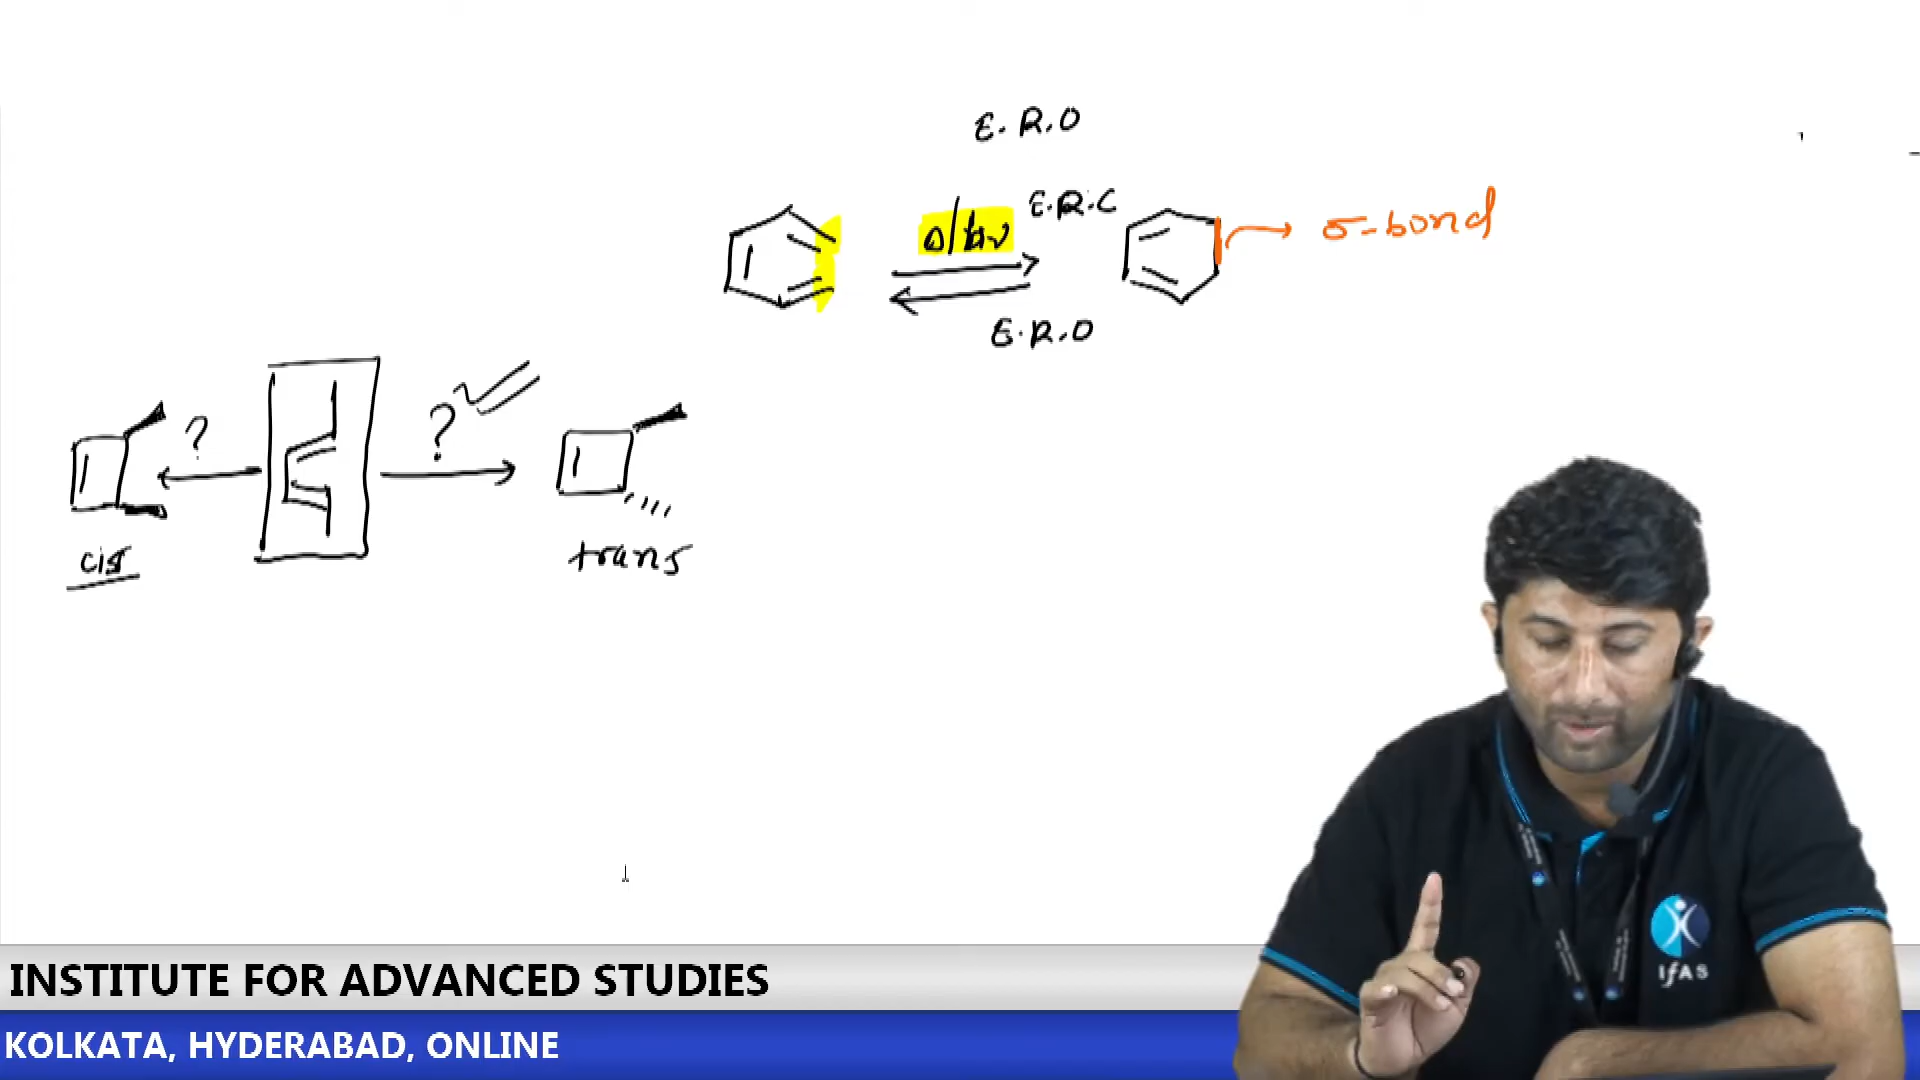 E.R.O
Δ/hν
E.R.C
σ-bond
E.R.O
?
?
cis
trans
IfAS
INSTITUTE FOR ADVANCED STUDIES
KOLKATA, HYDERABAD, ONLINE